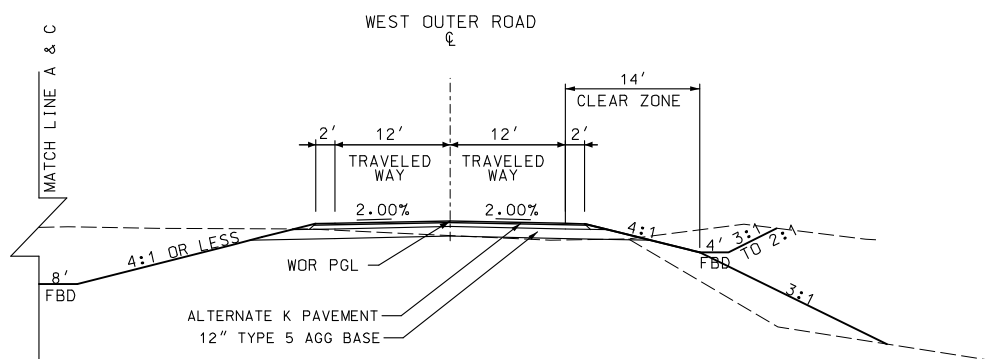 WEST OUTER ROAD
℄
MATCH LINE A & C
14'
CLEAR ZONE
2'
12'
12'
2'
TRAVELED
WAY
TRAVELED
WAY
2.00%
2.00%
4:1 OR LESS
4:1
4'
FBD
3:1
TO 2:1
8'
FBD
WOR PGL
3:1
ALTERNATE K PAVEMENT
12" TYPE 5 AGG BASE